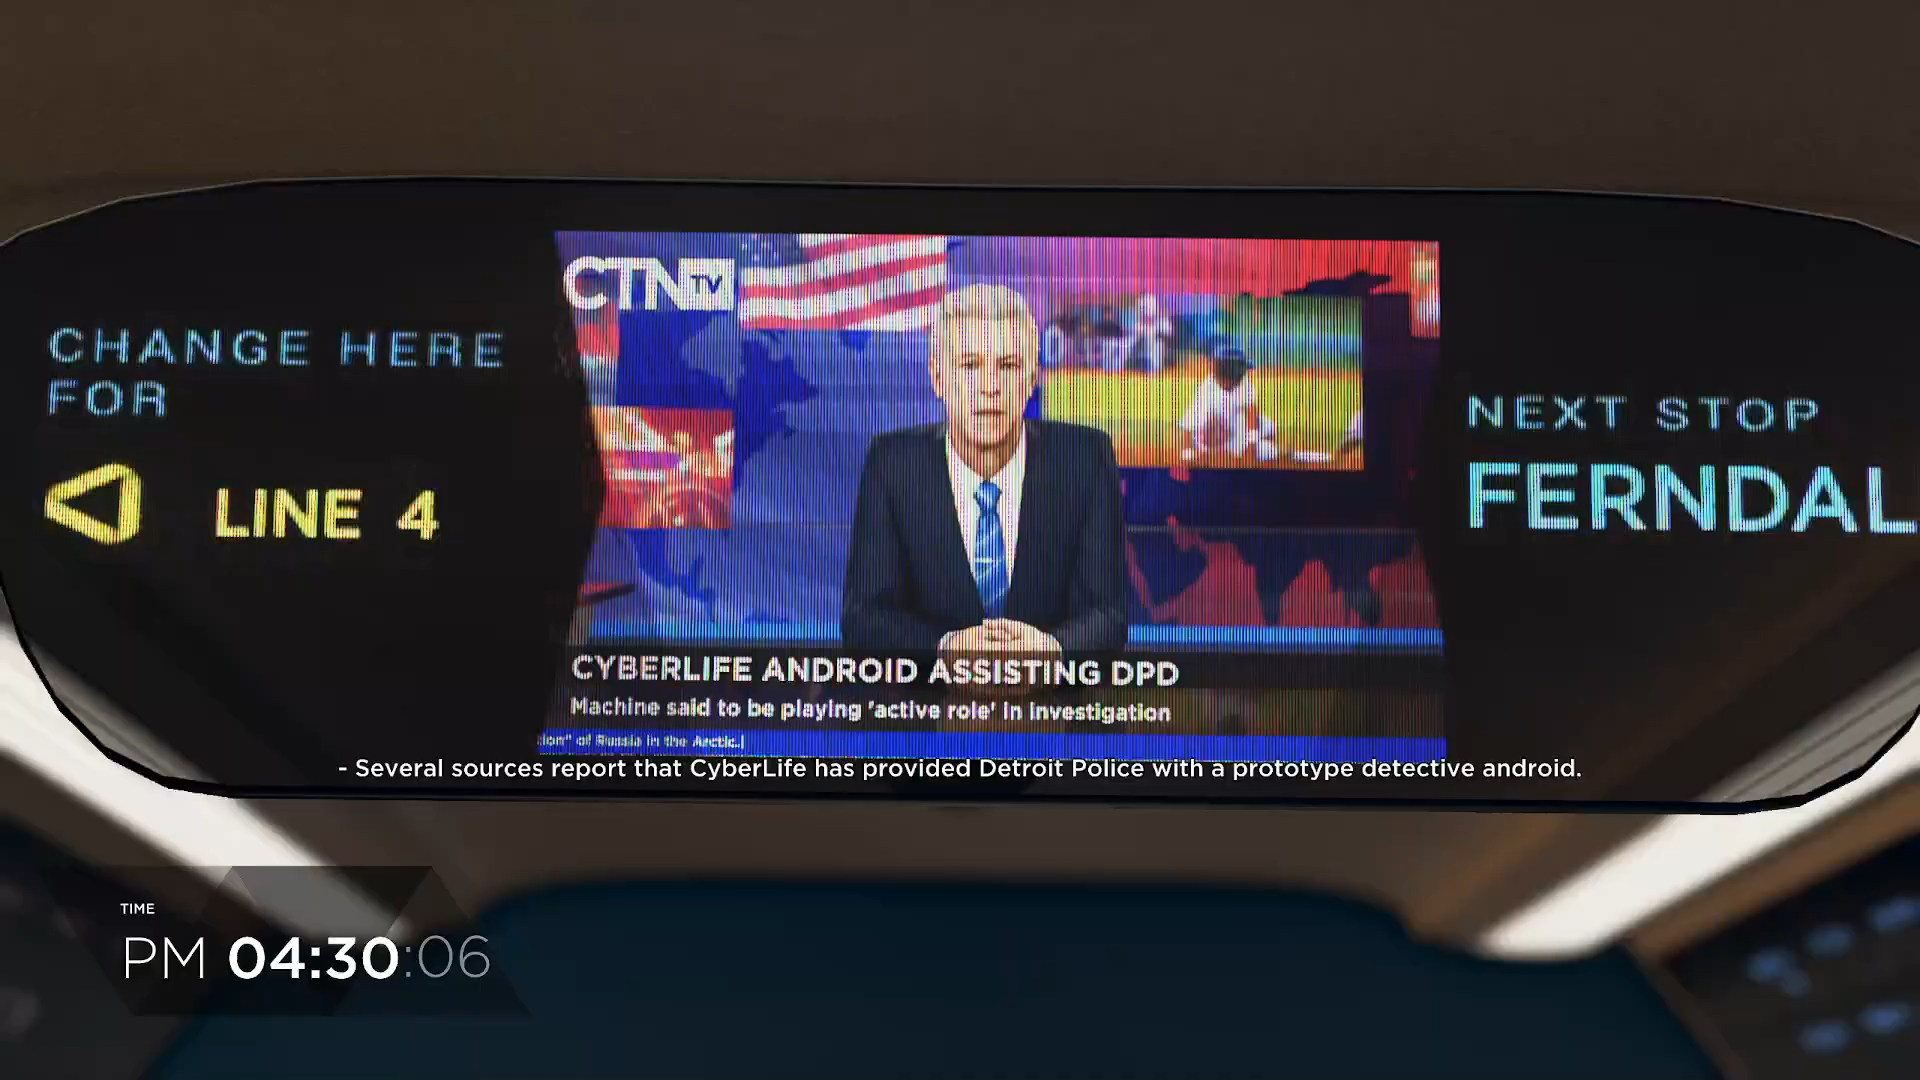 CTN TV
CHANGE HERE
FOR
LINE 4
NEXT STOP
FERNDAL
CYBERLIFE ANDROID ASSISTING DPD
Machine said to be playing 'active role' in investigation
ion" of Russia in the Arctic.
- Several sources report that CyberLife has provided Detroit Police with a prototype detective android.
TIME
PM 04:30:06